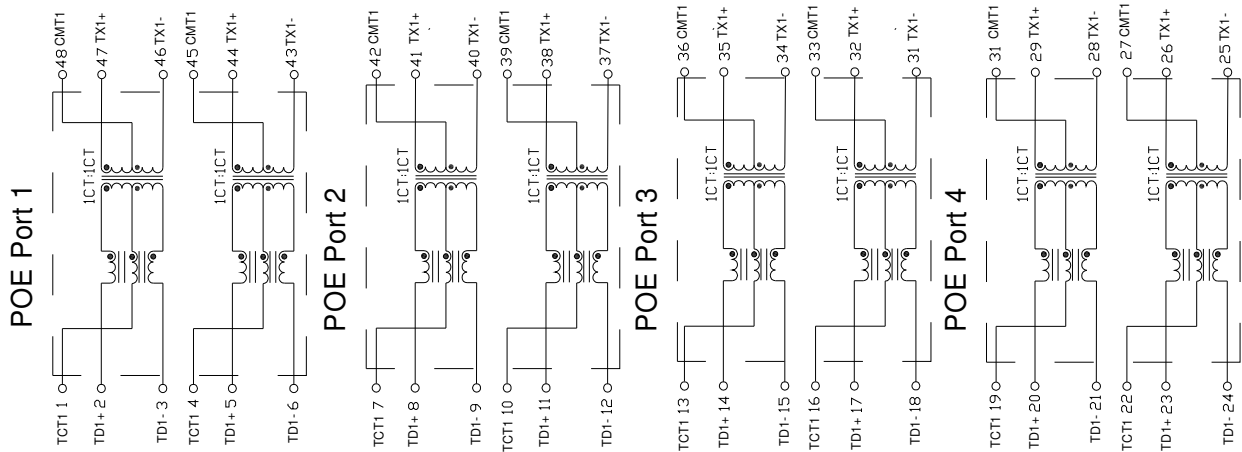 POE Port 1
48 CMT1
47 TX1+
46 TX1-
45 CMT1
44 TX1+
43 TX1-
1CT:1CT
1CT:1CT
TCT1 1
TD1+ 2
TD1- 3
TCT1 4
TD1+ 5
TD1- 6
POE Port 2
42 CMT1
41 TX1+
40 TX1-
39 CMT1
38 TX1+
37 TX1-
1CT:1CT
1CT:1CT
TCT1 7
TD1+ 8
TD1- 9
TCT1 10
TD1+ 11
TD1- 12
POE Port 3
36 CMT1
35 TX1+
34 TX1-
33 CMT1
32 TX1+
31 TX1-
1CT:1CT
1CT:1CT
TCT1 13
TD1+ 14
TD1- 15
TCT1 16
TD1+ 17
TD1- 18
POE Port 4
31 CMT1
29 TX1+
28 TX1-
27 CMT1
26 TX1+
25 TX1-
1CT:1CT
1CT:1CT
TCT1 19
TD1+ 20
TD1- 21
TCT1 22
TD1+ 23
TD1- 24